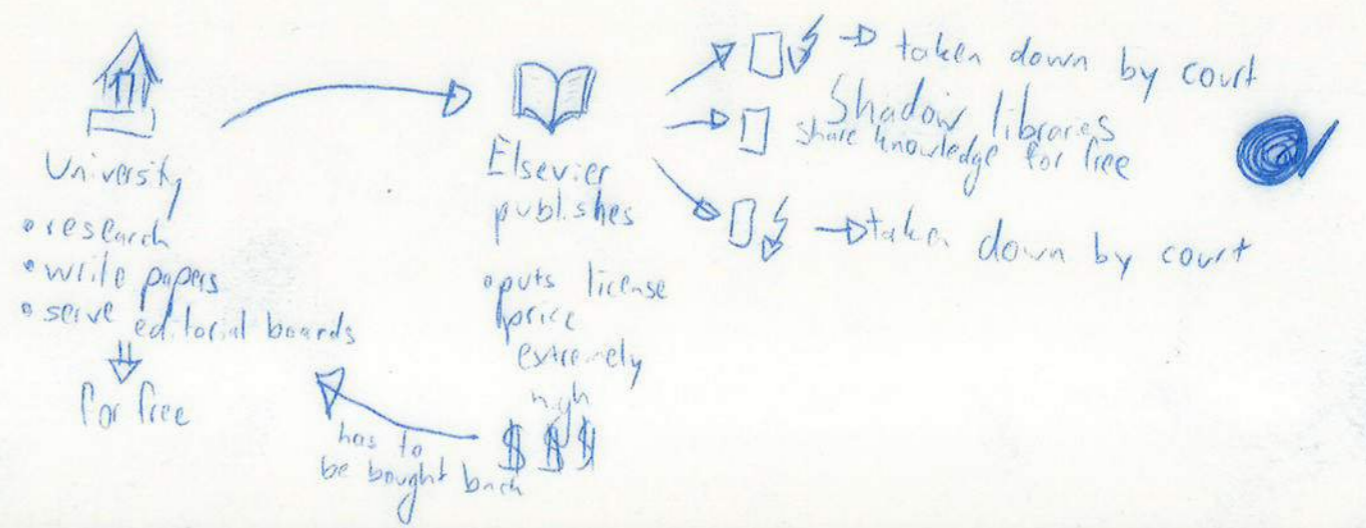 University
• research
• write papers
• serve editorial boards
for free
Elsevier
publishes
• puts license
price
extremely
high
$ $ $
has to
be bought back
taken down by court
Shadow libraries
share knowledge for free
taken down by court